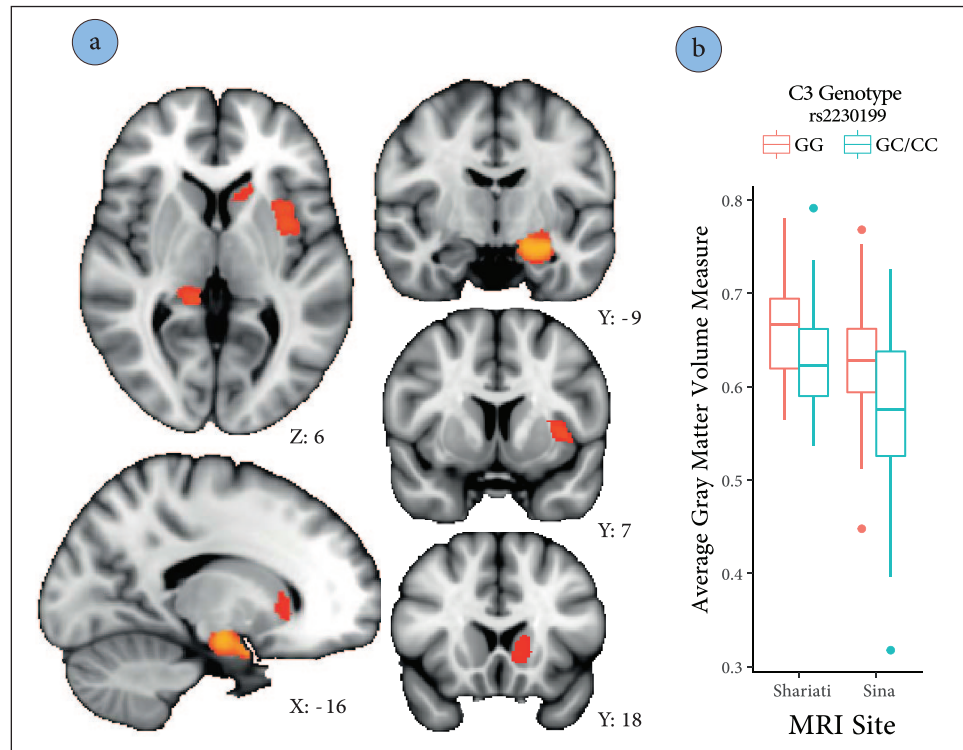 a
Z: 6
Y: -9
Y: 7
X: -16
Y: 18
b
C3 Genotype
rs2230199
GG GC/CC
Average Gray Matter Volume Measure
0.8
0.7
0.6
0.5
0.4
0.3
Shariati Sina
MRI Site